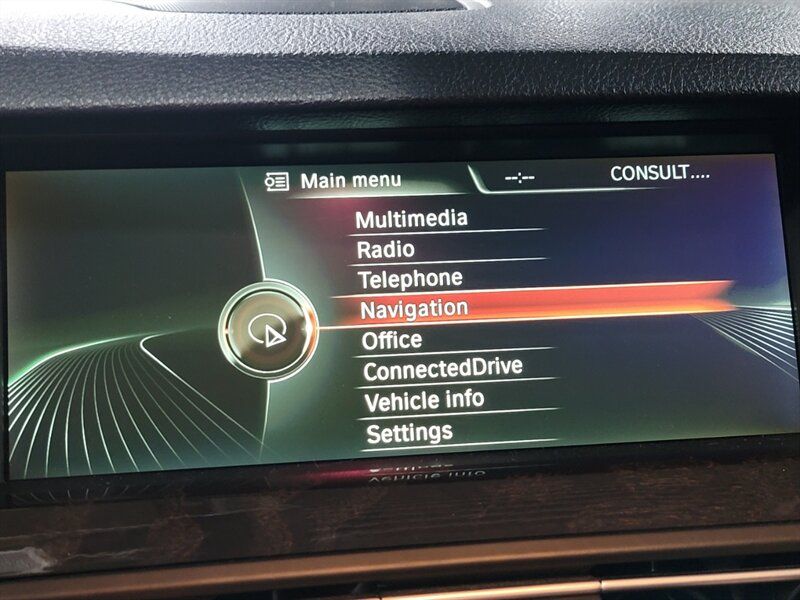 Main menu --:-- CONSULT....
Multimedia
Radio
Telephone
Navigation
Office
ConnectedDrive
Vehicle info
Settings